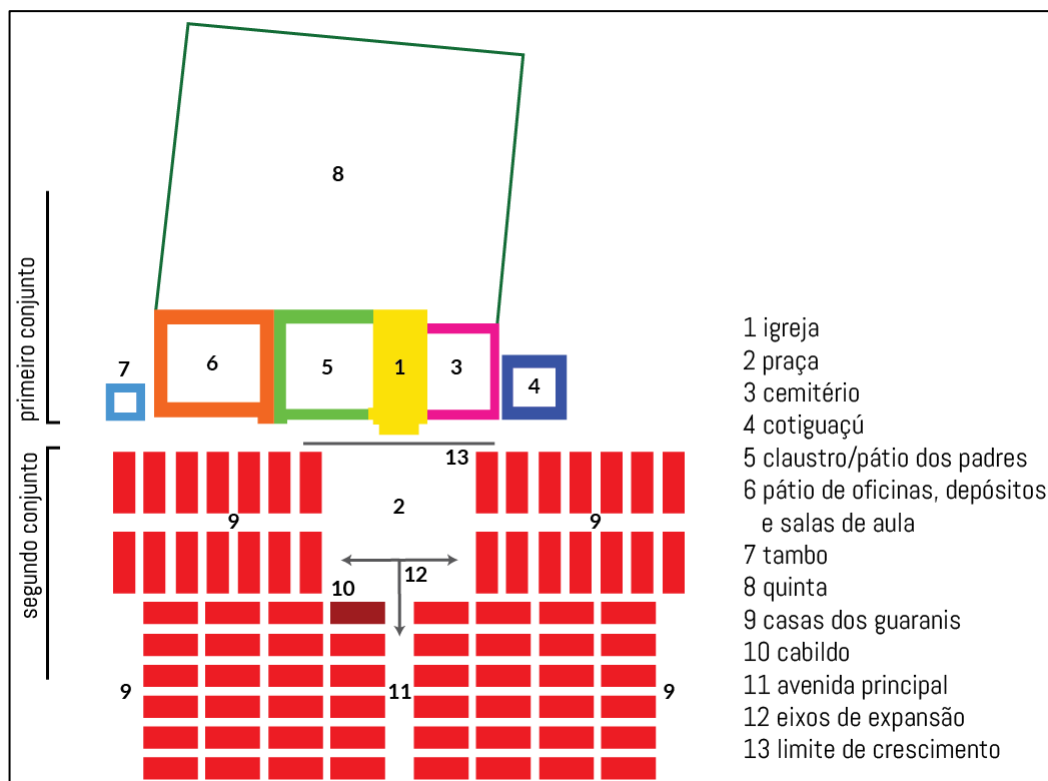 8
primeiro conjunto
7
6
5
1
3
4
segundo conjunto
13
9
2
9
12
10
9
11
9
1 igreja
2 praça
3 cemitério
4 cotiguaçú
5 claustro/pátio dos padres
6 pátio de oficinas, depósitos
e salas de aula
7 tambo
8 quinta
9 casas dos guaranis
10 cabildo
11 avenida principal
12 eixos de expansão
13 limite de crescimento